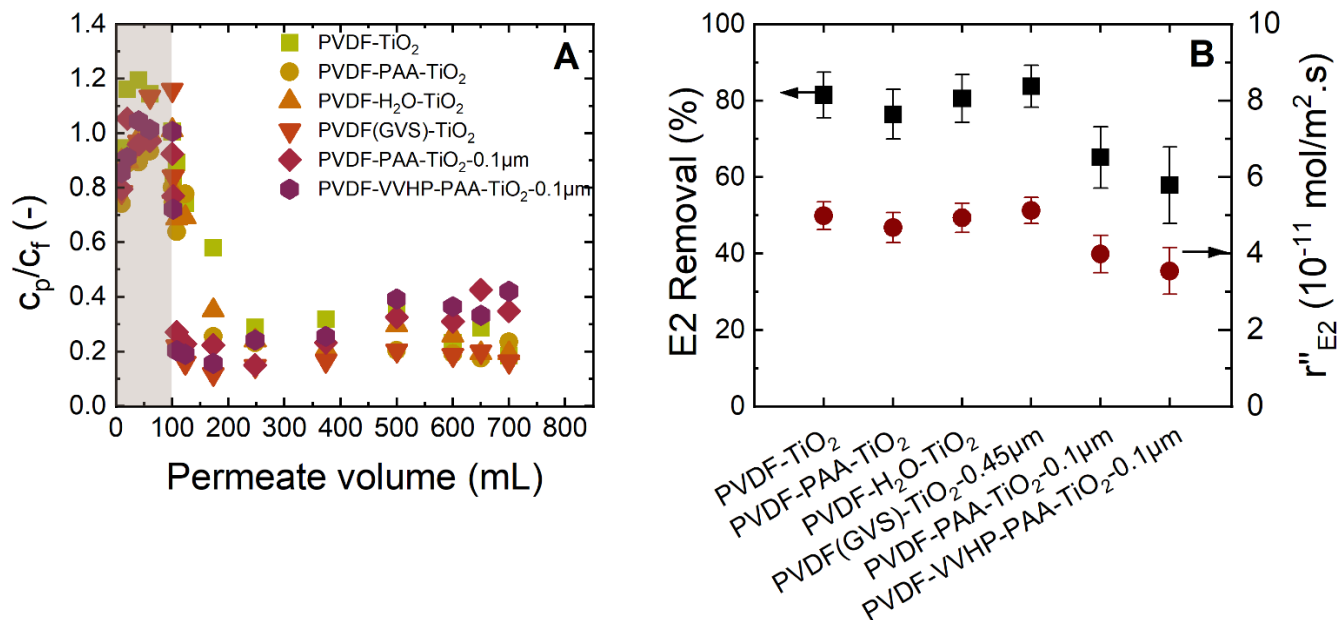 A
PVDF-TiO₂
PVDF-PAA-TiO₂
PVDF-H₂O-TiO₂
PVDF(GVS)-TiO₂
PVDF-PAA-TiO₂-0.1µm
PVDF-VVHP-PAA-TiO₂-0.1µm
1.4
1.2
1.0
0.8
0.6
0.4
0.2
0.0
cₚ/c_f (-)
0 100 200 300 400 500 600 700 800
Permeate volume (mL)
B
100
80
60
40
20
0
E2 Removal (%)
10
8
6
4
2
0
r''E2 (10⁻¹¹ mol/m².s)
PVDF-TiO₂
PVDF-PAA-TiO₂
PVDF-H₂O-TiO₂
PVDF(GVS)-TiO₂-0.45µm
PVDF-PAA-TiO₂-0.1µm
PVDF-VVHP-PAA-TiO₂-0.1µm